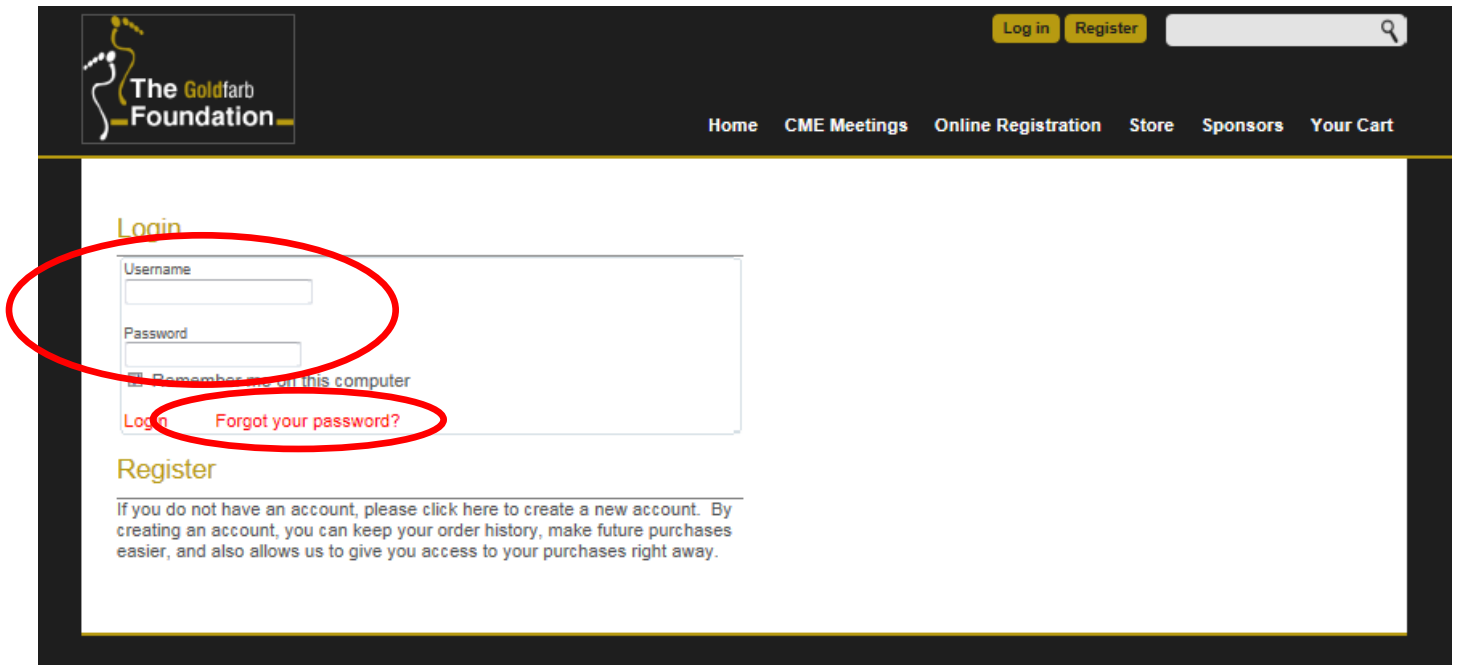 The Goldfarb
Foundation
Log in Register
Home CME Meetings Online Registration Store Sponsors Your Cart
Login
Username
Password
Remember me on this computer
Login Forgot your password?
Register
If you do not have an account, please click here to create a new account. By
creating an account, you can keep your order history, make future purchases
easier, and also allows us to give you access to your purchases right away.